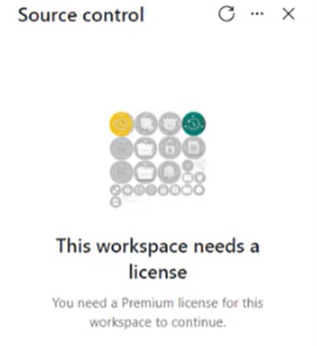 Source control
This workspace needs a
license
You need a Premium license for this
workspace to continue.